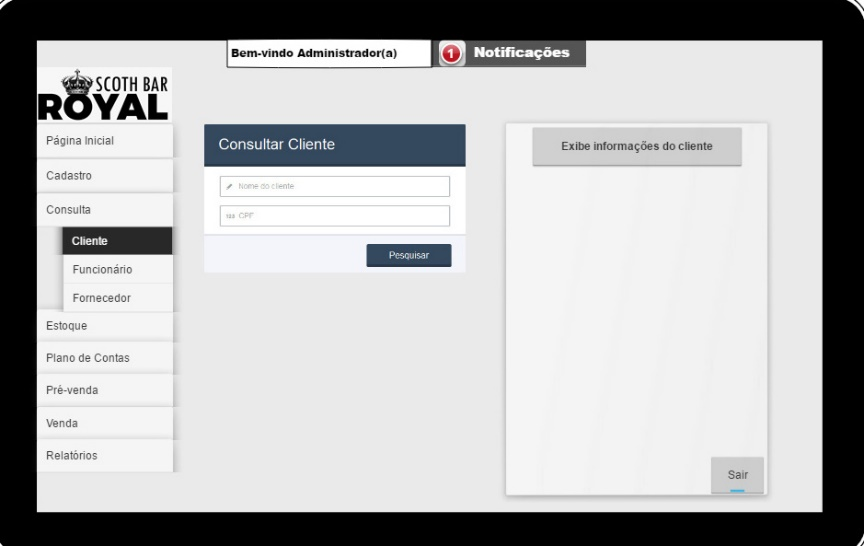 Bem-vindo Administrador(a)
1 Notificações
SCOTH BAR
ROYAL
Página Inicial
Cadastro
Consulta
Cliente
Funcionário
Fornecedor
Estoque
Plano de Contas
Pré-venda
Venda
Relatórios
Consultar Cliente
Nome do cliente
123 CPF
Pesquisar
Exibe informações do cliente
Sair